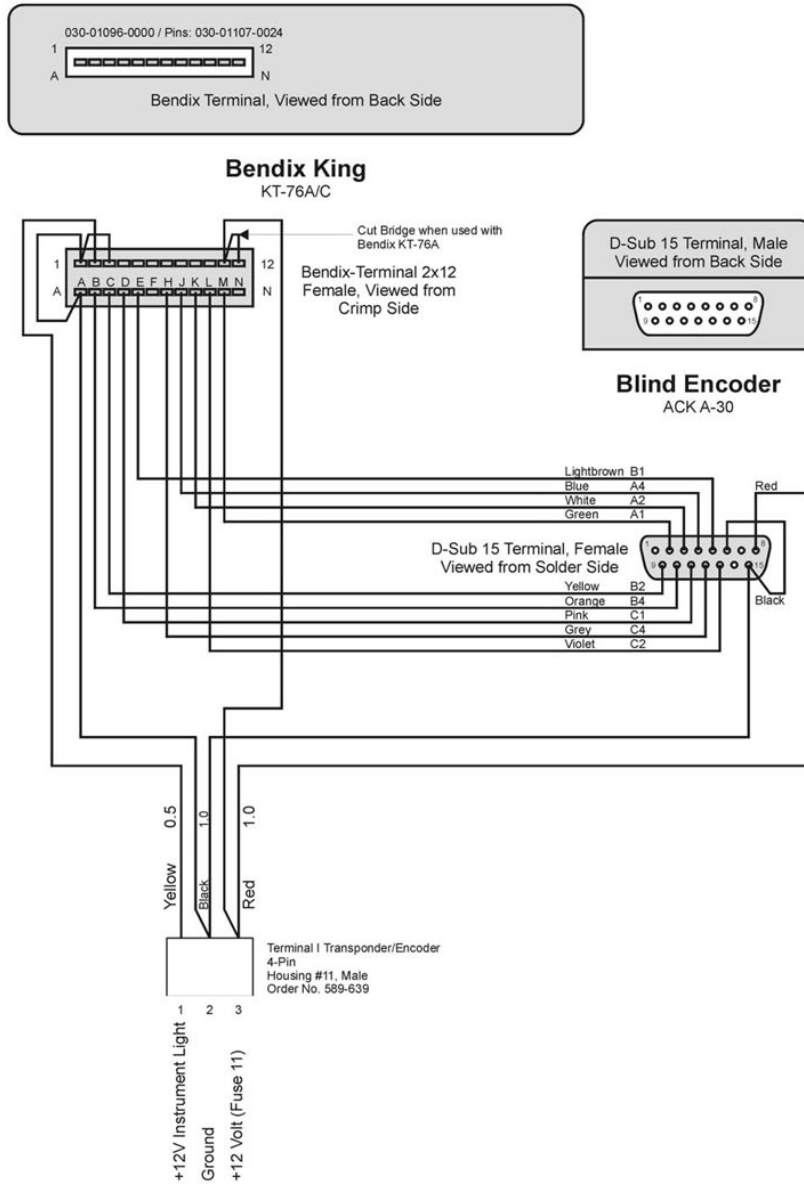 030-01096-0000 / Pins: 030-01107-0024
1 12
A N
Bendix Terminal, Viewed from Back Side
Bendix King
KT-76A/C
Cut Bridge when used with
Bendix KT-76A
1 12
A A B C D E F H J K L M N N
Bendix-Terminal 2x12
Female, Viewed from
Crimp Side
D-Sub 15 Terminal, Male
Viewed from Back Side
1 8
9 15
Blind Encoder
ACK A-30
Lightbrown B1
Blue A4
White A2
Green A1
Red
D-Sub 15 Terminal, Female
Viewed from Solder Side
1 8
9 15
Yellow B2
Orange B4
Pink C1
Grey C4
Violet C2
Black
Yellow 0.5
Black 1.0
Red 1.0
Terminal I Transponder/Encoder
4-Pin
Housing #11, Male
Order No. 589-639
1 2 3
+12V Instrument Light
Ground
+12 Volt (Fuse 11)